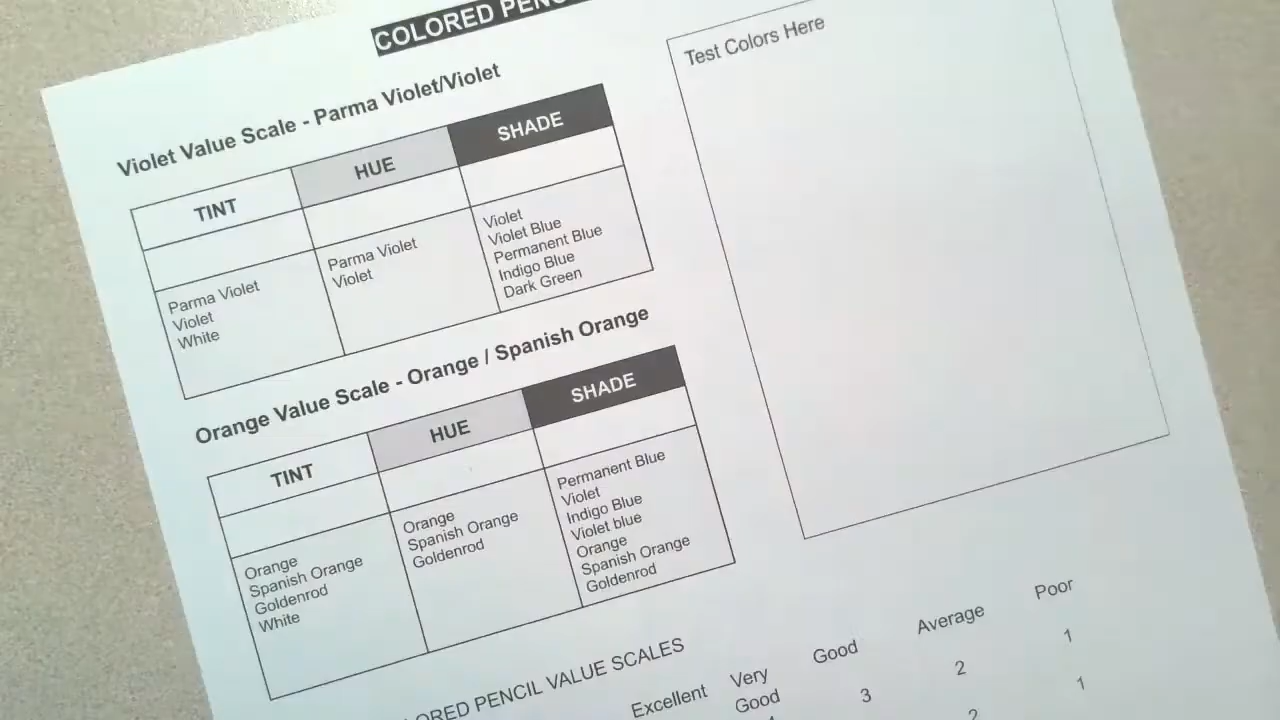 COLORED
Test Colors Here
Violet Value Scale - Parma Violet/Violet
TINT HUE SHADE
Parma Violet
Violet
White
Parma Violet
Violet
Violet
Violet Blue
Permanent Blue
Indigo Blue
Dark Green
Orange Value Scale - Orange / Spanish Orange
TINT HUE SHADE
Orange
Spanish Orange
Goldenrod
White
Orange
Spanish Orange
Goldenrod
Permanent Blue
Violet
Indigo Blue
Violet blue
Orange
Spanish Orange
Goldenrod
PENCIL VALUE SCALES
Excellent Very Good Good Average Poor
3 2 1
2 1